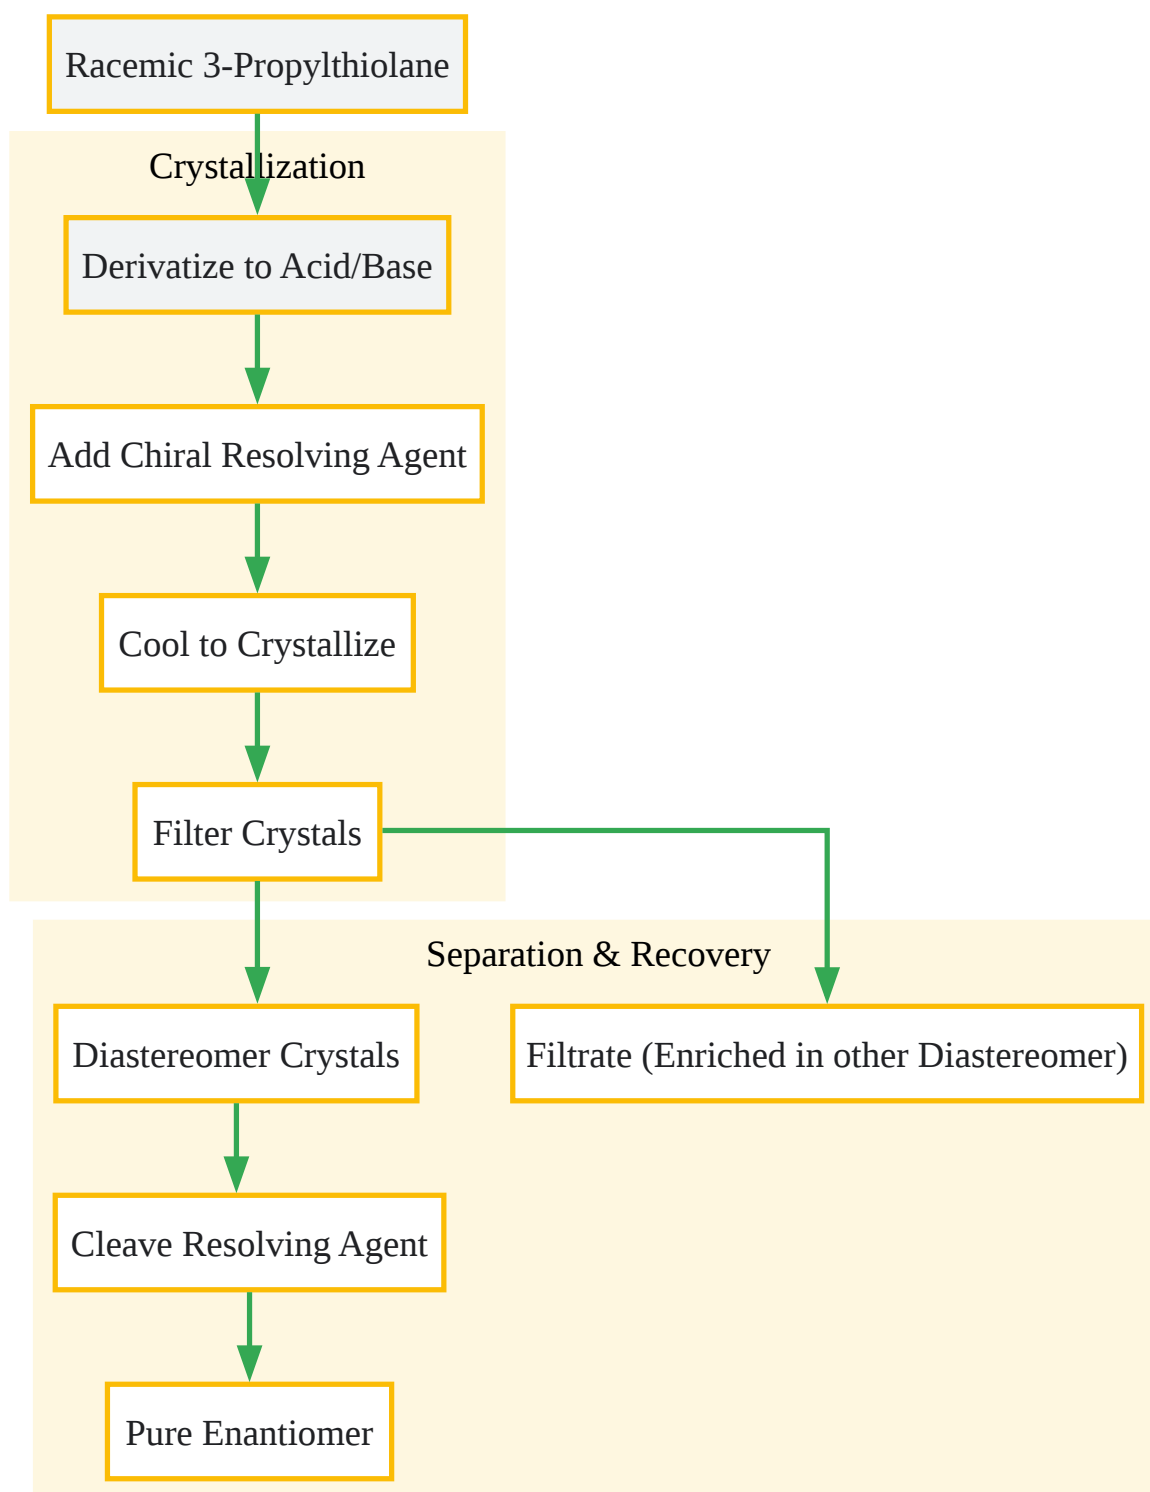 Racemic 3-Propylthiolane
Crystallization
Derivatize to Acid/Base
Add Chiral Resolving Agent
Cool to Crystallize
Filter Crystals
Separation & Recovery
Diastereomer Crystals
Filtrate (Enriched in other Diastereomer)
Cleave Resolving Agent
Pure Enantiomer